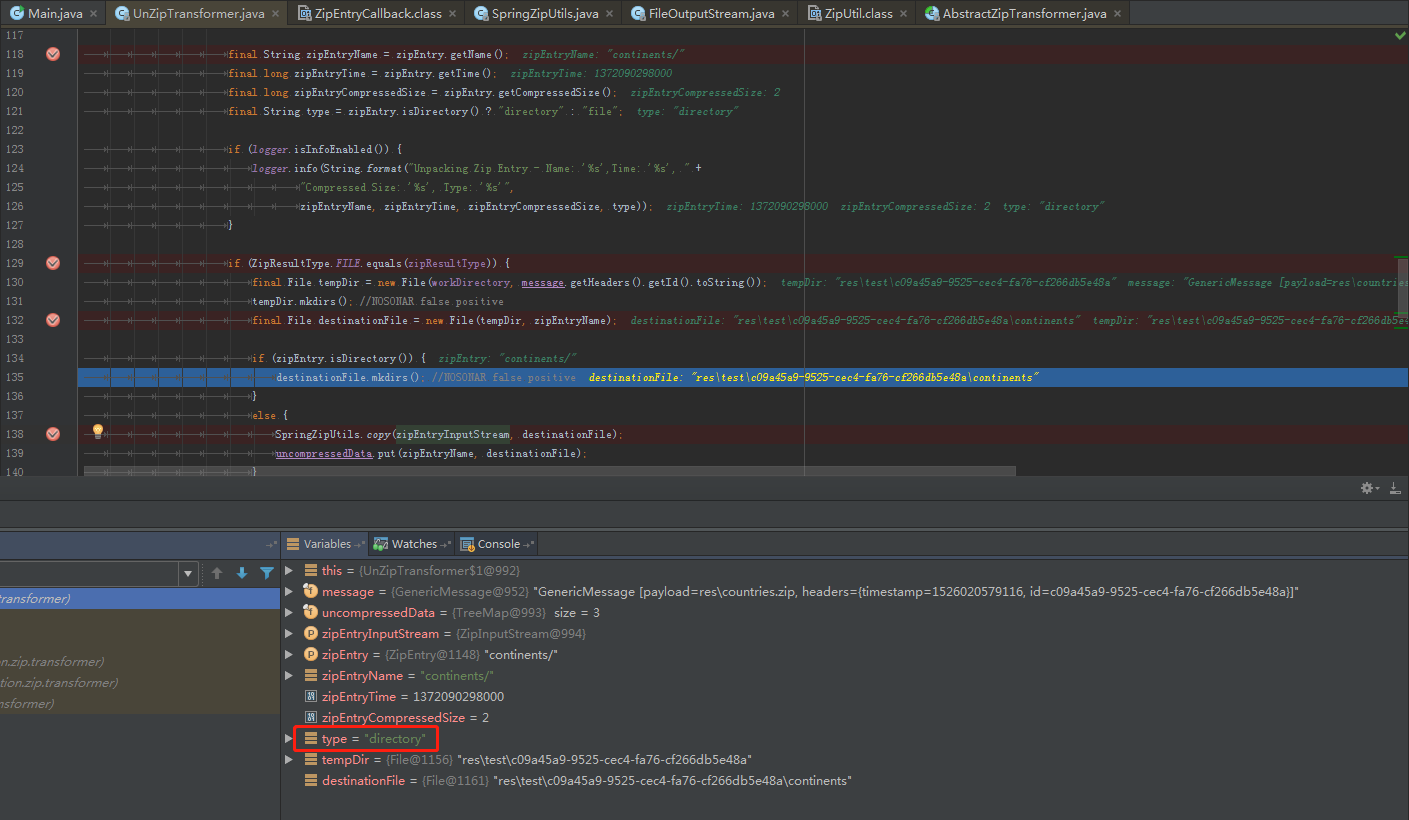 Main.java × UnZipTransformer.java × ZipEntryCallback.class × SpringZipUtils.java × FileOutputStream.java × ZipUtil.class × AbstractZipTransformer.java ×
117
118 final String zipEntryName = zipEntry.getName(); zipEntryName: "continents/"
119 final long zipEntryTime = zipEntry.getTime(); zipEntryTime: 1372090298000
120 final long zipEntryCompressedSize = zipEntry.getCompressedSize(); zipEntryCompressedSize: 2
121 final String type = zipEntry.isDirectory() ? "directory" : "file"; type: "directory"
122
123 if (logger.isInfoEnabled()) {
124 logger.info(String.format("Unpacking Zip Entry - Name: '%s',Time: '%s', " +
125 "Compressed Size: '%s', Type: '%s'",
126 zipEntryName, zipEntryTime, zipEntryCompressedSize, type)); zipEntryTime: 1372090298000 zipEntryCompressedSize: 2 type: "directory"
127 }
128
129 if (ZipResultType.FILE.equals(zipResultType)) {
130 final File tempDir = new File(workDirectory, message.getHeaders().getId().toString()); tempDir: "res\test\c09a45a9-9525-cec4-fa76-cf266db5e48a" message: "GenericMessage [payload=res\countries
131 tempDir.mkdirs(); //NOSONAR false positive
132 final File destinationFile = new File(tempDir, zipEntryName); destinationFile: "res\test\c09a45a9-9525-cec4-fa76-cf266db5e48a\continents" tempDir: "res\test\c09a45a9-9525-cec4-fa76-cf266db5e4
133
134 if (zipEntry.isDirectory()) { zipEntry: "continents/"
135 destinationFile.mkdirs(); //NOSONAR false positive destinationFile: "res\test\c09a45a9-9525-cec4-fa76-cf266db5e48a\continents"
136 }
137 else {
138 SpringZipUtils.copy(zipEntryInputStream, destinationFile);
139 uncompressedData.put(zipEntryName, destinationFile);
140 }
Variables Watches Console
this = {UnZipTransformer$1@992}
ransformer)
message = {GenericMessage@952} "GenericMessage [payload=res\countries.zip, headers={timestamp=1526020579116, id=c09a45a9-9525-cec4-fa76-cf266db5e48a}]"
uncompressedData = {TreeMap@993} size = 3
zipEntryInputStream = {ZipInputStream@994}
zipEntry = {ZipEntry@1148} "continents/"
n.zip.transformer)
zipEntryName = "continents/"
tion.zip.transformer)
zipEntryTime = 1372090298000
nsformer)
zipEntryCompressedSize = 2
type = "directory"
tempDir = {File@1156} "res\test\c09a45a9-9525-cec4-fa76-cf266db5e48a"
destinationFile = {File@1161} "res\test\c09a45a9-9525-cec4-fa76-cf266db5e48a\continents"